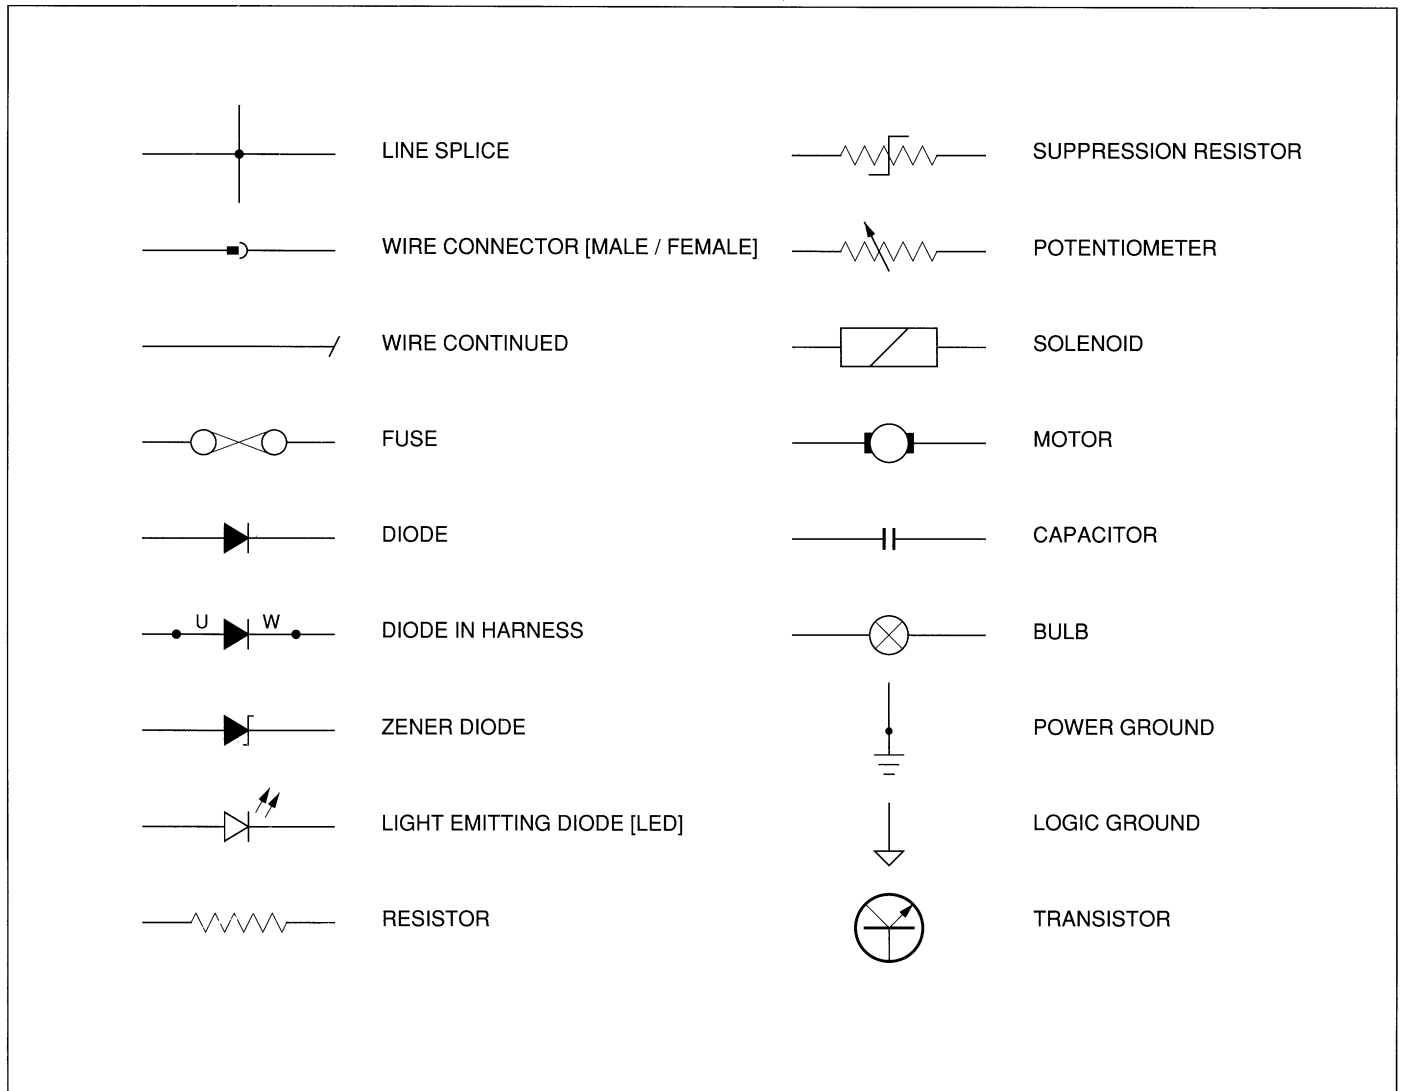 LINE SPLICE
WIRE CONNECTOR [MALE / FEMALE]
WIRE CONTINUED
FUSE
DIODE
U W
DIODE IN HARNESS
ZENER DIODE
LIGHT EMITTING DIODE [LED]
RESISTOR
SUPPRESSION RESISTOR
POTENTIOMETER
SOLENOID
MOTOR
CAPACITOR
BULB
POWER GROUND
LOGIC GROUND
TRANSISTOR